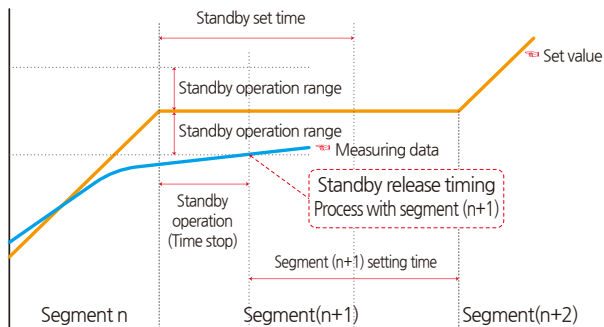 Standby set time
Set value
Standby operation range
Standby operation range
Measuring data
Standby release timing
Process with segment (n+1)
Standby
operation
(Time stop)
Segment (n+1) setting time
Segment n
Segment(n+1)
Segment(n+2)